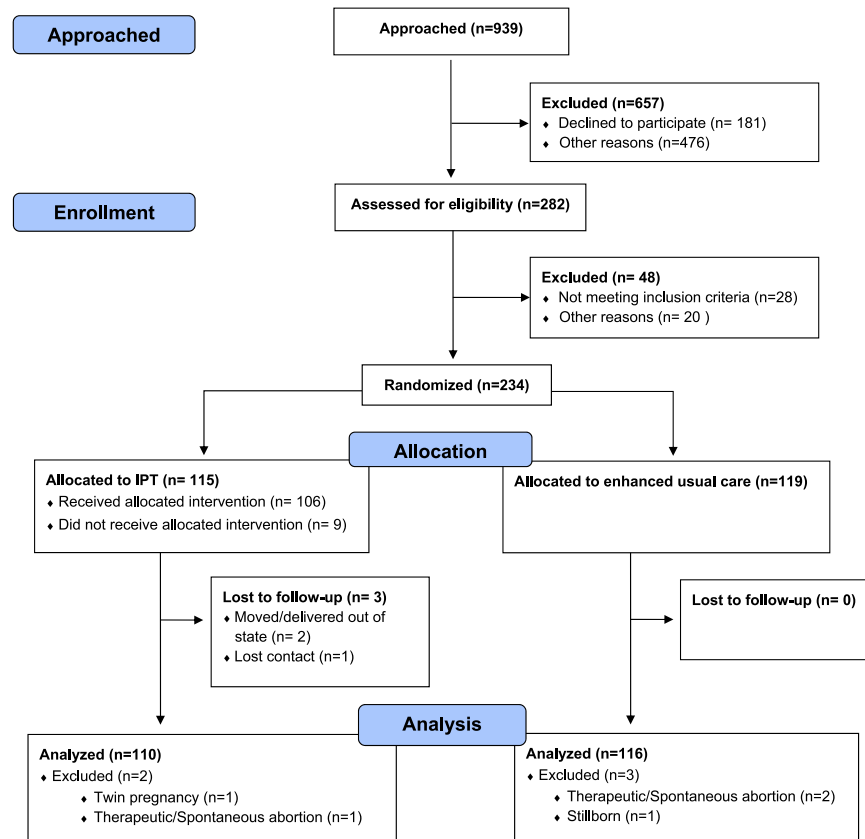 Approached
Approached (n=939)
Excluded (n=657)
♦ Declined to participate (n= 181)
♦ Other reasons (n=476)
Enrollment
Assessed for eligibility (n=282)
Excluded (n= 48)
♦ Not meeting inclusion criteria (n=28)
♦ Other reasons (n= 20 )
Randomized (n=234)
Allocation
Allocated to IPT (n= 115)
♦ Received allocated intervention (n= 106)
♦ Did not receive allocated intervention (n= 9)
Allocated to enhanced usual care (n=119)
Lost to follow-up (n= 3)
♦ Moved/delivered out of
state (n= 2)
♦ Lost contact (n=1)
Lost to follow-up (n= 0)
Analysis
Analyzed (n=110)
♦ Excluded (n=2)
♦ Twin pregnancy (n=1)
♦ Therapeutic/Spontaneous abortion (n=1)
Analyzed (n=116)
♦ Excluded (n=3)
♦ Therapeutic/Spontaneous abortion (n=2)
♦ Stillborn (n=1)